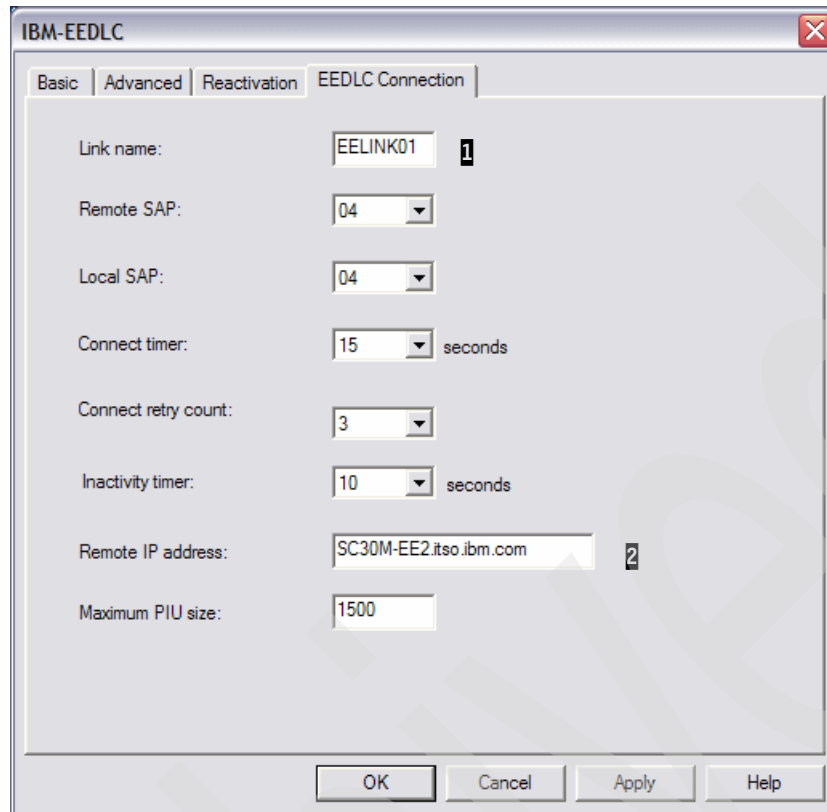 IBM-EEDLC
Basic Advanced Reactivation EEDLC Connection
Link name: EELINK01 1
Remote SAP: 04
Local SAP: 04
Connect timer: 15 seconds
Connect retry count: 3
Inactivity timer: 10 seconds
Remote IP address: SC30M-EE2.itso.ibm.com 2
Maximum PIU size: 1500
OK Cancel Apply Help